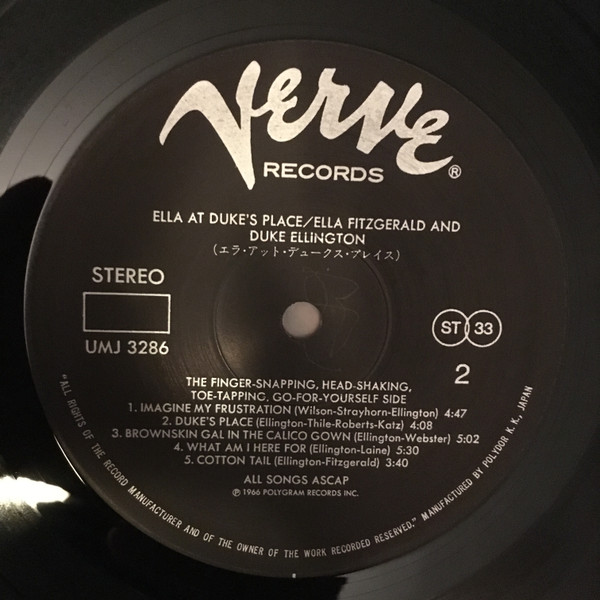 Verve
RECORDS ®
ELLA AT DUKE'S PLACE/ELLA FITZGERALD AND
DUKE ELLINGTON
(エラ・アット・デュークス・プレイス)
STEREO
UMJ 3286
ST 33
2
THE FINGER-SNAPPING, HEAD-SHAKING,
TOE-TAPPING, GO-FOR-YOURSELF SIDE
1. IMAGINE MY FRUSTRATION (Wilson-Strayhorn-Ellington) 4:47
2. DUKE'S PLACE (Ellington-Thile-Roberts-Katz) 4:08
3. BROWNSKIN GAL IN THE CALICO GOWN (Ellington-Webster) 5:02
4. WHAT AM I HERE FOR (Ellington-Laine) 5:30
5. COTTON TAIL (Ellington-Fitzgerald) 3:40
ALL SONGS ASCAP
℗ 1966 POLYGRAM RECORDS INC.
"ALL RIGHTS OF THE RECORD MANUFACTURER AND OF THE OWNER OF THE WORK RECORDED RESERVED." MANUFACTURED BY POLYDOR K.K., JAPAN